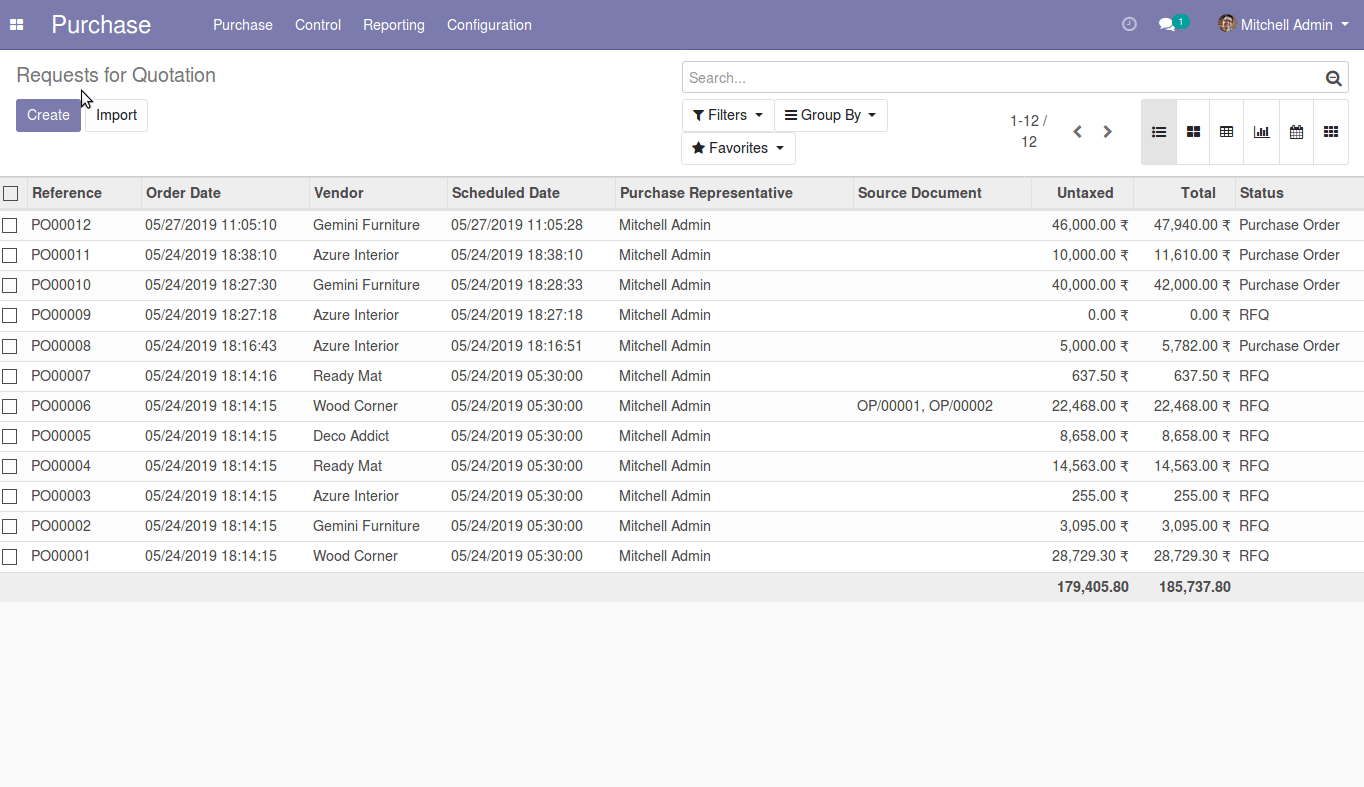 Purchase Purchase Control Reporting Configuration 1 Mitchell Admin
Requests for Quotation Search...
Create Import Filters Group By 1-12 /
12
Favorites
Reference Order Date Vendor Scheduled Date Purchase Representative Source Document Untaxed Total Status
PO00012 05/27/2019 11:05:10 Gemini Furniture 05/27/2019 11:05:28 Mitchell Admin 46,000.00 ₹ 47,940.00 ₹ Purchase Order
PO00011 05/24/2019 18:38:10 Azure Interior 05/24/2019 18:38:10 Mitchell Admin 10,000.00 ₹ 11,610.00 ₹ Purchase Order
PO00010 05/24/2019 18:27:30 Gemini Furniture 05/24/2019 18:28:33 Mitchell Admin 40,000.00 ₹ 42,000.00 ₹ Purchase Order
PO00009 05/24/2019 18:27:18 Azure Interior 05/24/2019 18:27:18 Mitchell Admin 0.00 ₹ 0.00 ₹ RFQ
PO00008 05/24/2019 18:16:43 Azure Interior 05/24/2019 18:16:51 Mitchell Admin 5,000.00 ₹ 5,782.00 ₹ Purchase Order
PO00007 05/24/2019 18:14:16 Ready Mat 05/24/2019 05:30:00 Mitchell Admin 637.50 ₹ 637.50 ₹ RFQ
PO00006 05/24/2019 18:14:15 Wood Corner 05/24/2019 05:30:00 Mitchell Admin OP/00001, OP/00002 22,468.00 ₹ 22,468.00 ₹ RFQ
PO00005 05/24/2019 18:14:15 Deco Addict 05/24/2019 05:30:00 Mitchell Admin 8,658.00 ₹ 8,658.00 ₹ RFQ
PO00004 05/24/2019 18:14:15 Ready Mat 05/24/2019 05:30:00 Mitchell Admin 14,563.00 ₹ 14,563.00 ₹ RFQ
PO00003 05/24/2019 18:14:15 Azure Interior 05/24/2019 05:30:00 Mitchell Admin 255.00 ₹ 255.00 ₹ RFQ
PO00002 05/24/2019 18:14:15 Gemini Furniture 05/24/2019 05:30:00 Mitchell Admin 3,095.00 ₹ 3,095.00 ₹ RFQ
PO00001 05/24/2019 18:14:15 Wood Corner 05/24/2019 05:30:00 Mitchell Admin 28,729.30 ₹ 28,729.30 ₹ RFQ
179,405.80 185,737.80